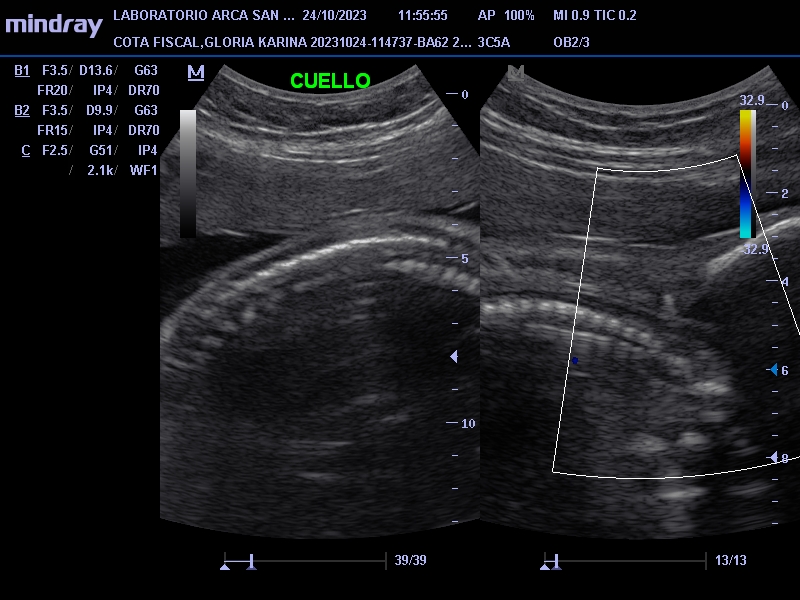 mindray
LABORATORIO ARCA SAN ... 24/10/2023 11:55:55 AP 100% MI 0.9 TIC 0.2
COTA FISCAL,GLORIA KARINA 20231024-114737-BA62 2... 3C5A OB2/3
B1 F3.5/ D13.6/ G63
FR20/ IP4/ DR70
B2 F3.5/ D9.9/ G63
FR15/ IP4/ DR70
C F2.5/ G51/ IP4
/ 2.1k/ WF1
M
CUELLO
0
5
10
39/39
M
32.9
-32.9
0
2
4
6
8
13/13